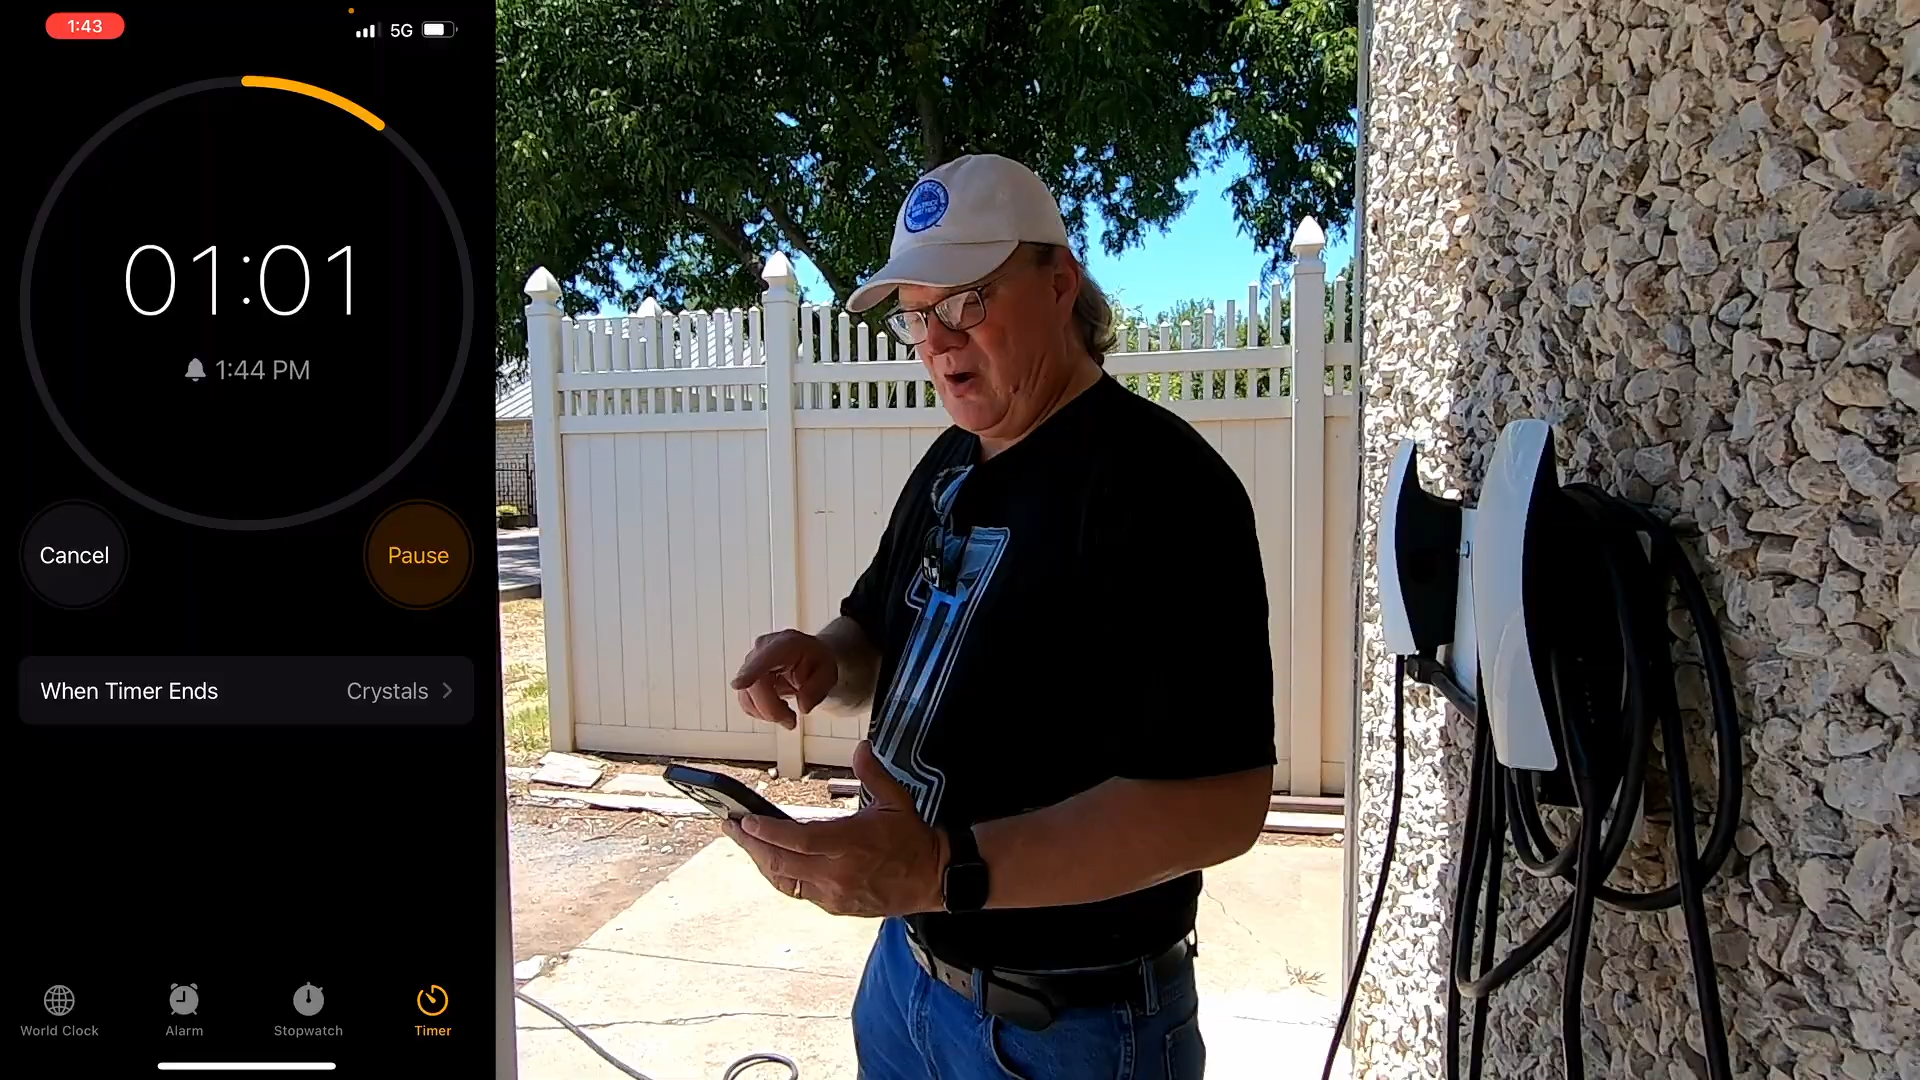 1:43
5G
01:01
1:44 PM
Cancel
Pause
When Timer Ends
Crystals
World Clock
Alarm
Stopwatch
Timer